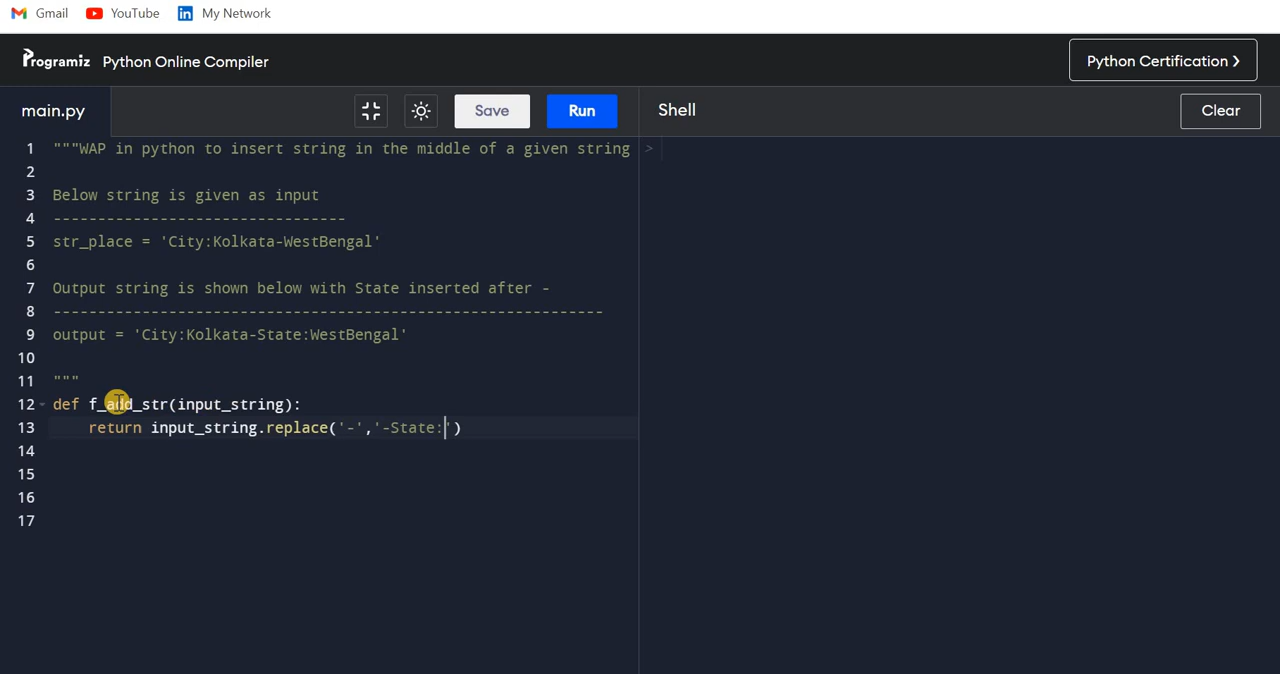 Gmail YouTube My Network
Programiz Python Online Compiler Python Certification ❯
main.py Save Run Shell Clear
1 """WAP in python to insert string in the middle of a given string >
2
3 Below string is given as input
4 ---------------------------------
5 str_place = 'City:Kolkata-WestBengal'
6
7 Output string is shown below with State inserted after -
8 --------------------------------------------------------------
9 output = 'City:Kolkata-State:WestBengal'
10
11 """
12 def f_add_str(input_string):
13     return input_string.replace('-','-State:')
14
15
16
17